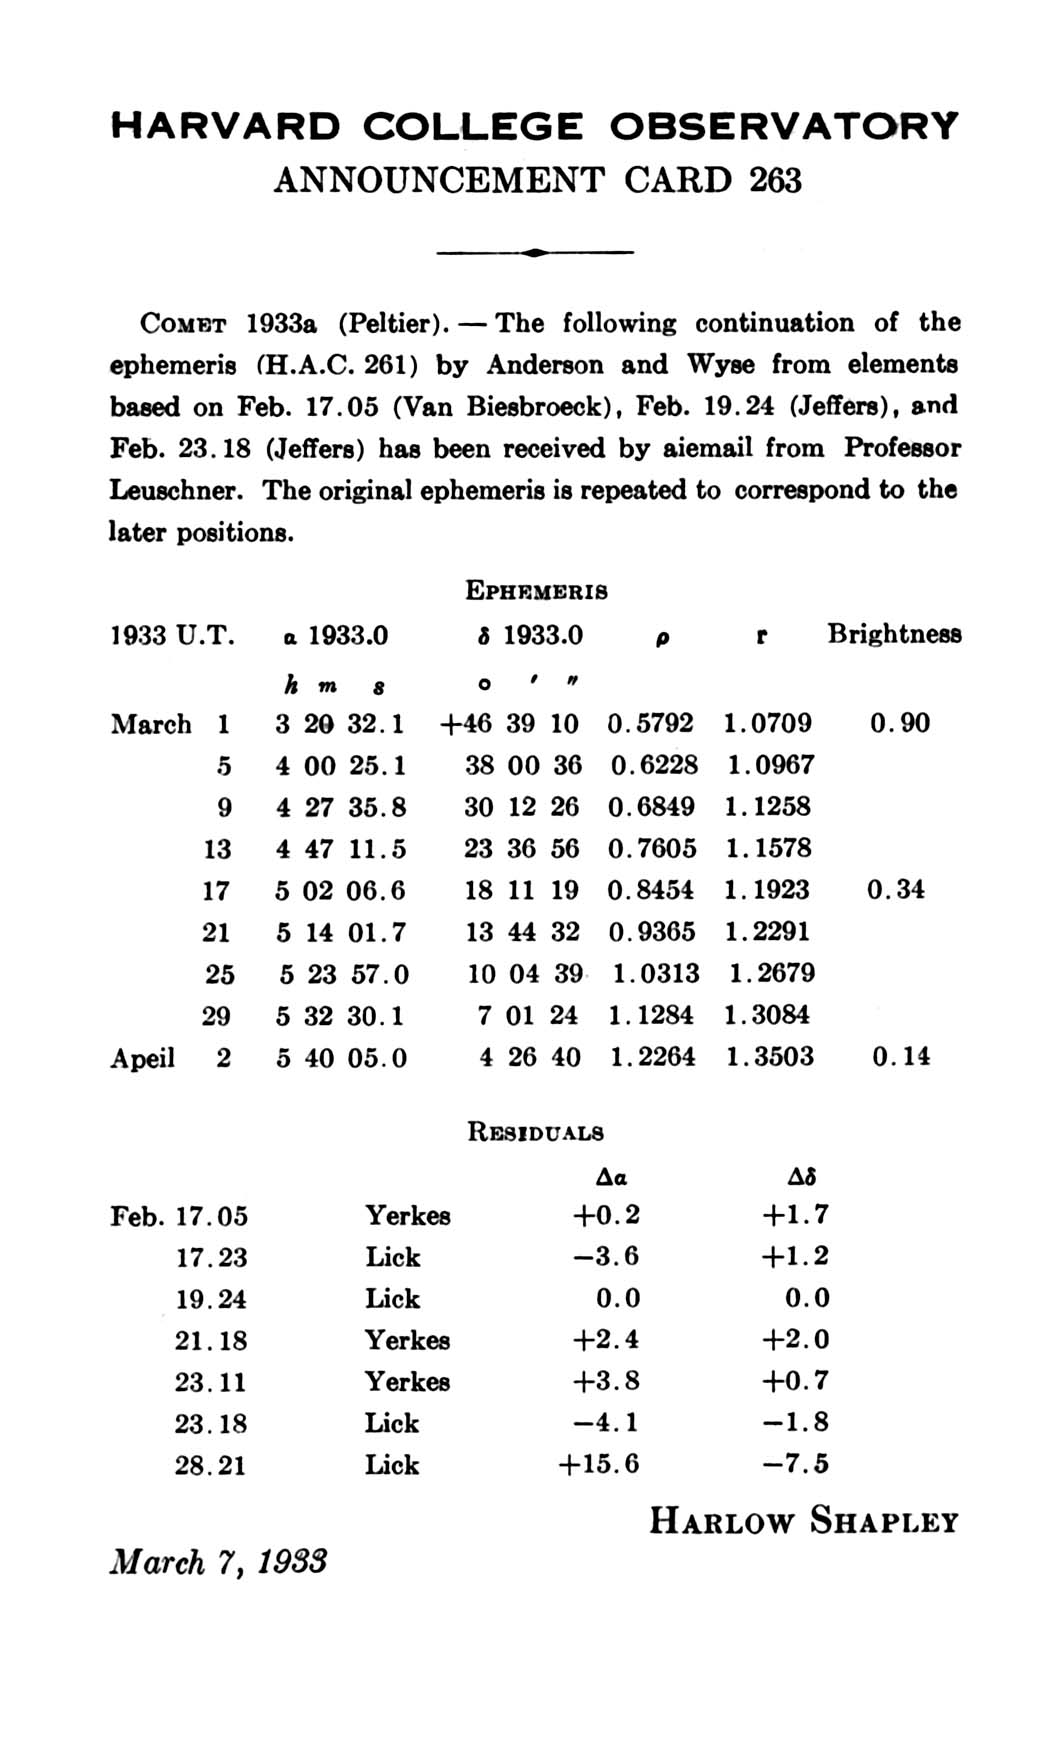 HARVARD COLLEGE OBSERVATORY
ANNOUNCEMENT CARD 263
COMET 1933a (Peltier). — The following continuation of the
ephemeris (H.A.C. 261) by Anderson and Wyse from elements
based on Feb. 17.05 (Van Biesbroeck), Feb. 19.24 (Jeffers), and
Feb. 23.18 (Jeffers) has been received by aiemail from Professor
Leuschner. The original ephemeris is repeated to correspond to the
later positions.
EPHEMERIS
1933 U.T. α 1933.0 δ 1933.0 ρ r Brightness
h m s ° ′ ″
March 1 3 20 32.1 +46 39 10 0.5792 1.0709 0.90
5 4 00 25.1 38 00 36 0.6228 1.0967
9 4 27 35.8 30 12 26 0.6849 1.1258
13 4 47 11.5 23 36 56 0.7605 1.1578
17 5 02 06.6 18 11 19 0.8454 1.1923 0.34
21 5 14 01.7 13 44 32 0.9365 1.2291
25 5 23 57.0 10 04 39 1.0313 1.2679
29 5 32 30.1 7 01 24 1.1284 1.3084
Apeil 2 5 40 05.0 4 26 40 1.2264 1.3503 0.14
RESIDUALS
Δα Δδ
Feb. 17.05 Yerkes +0.2 +1.7
17.23 Lick −3.6 +1.2
19.24 Lick 0.0 0.0
21.18 Yerkes +2.4 +2.0
23.11 Yerkes +3.8 +0.7
23.18 Lick −4.1 −1.8
28.21 Lick +15.6 −7.5
HARLOW SHAPLEY
March 7, 1933